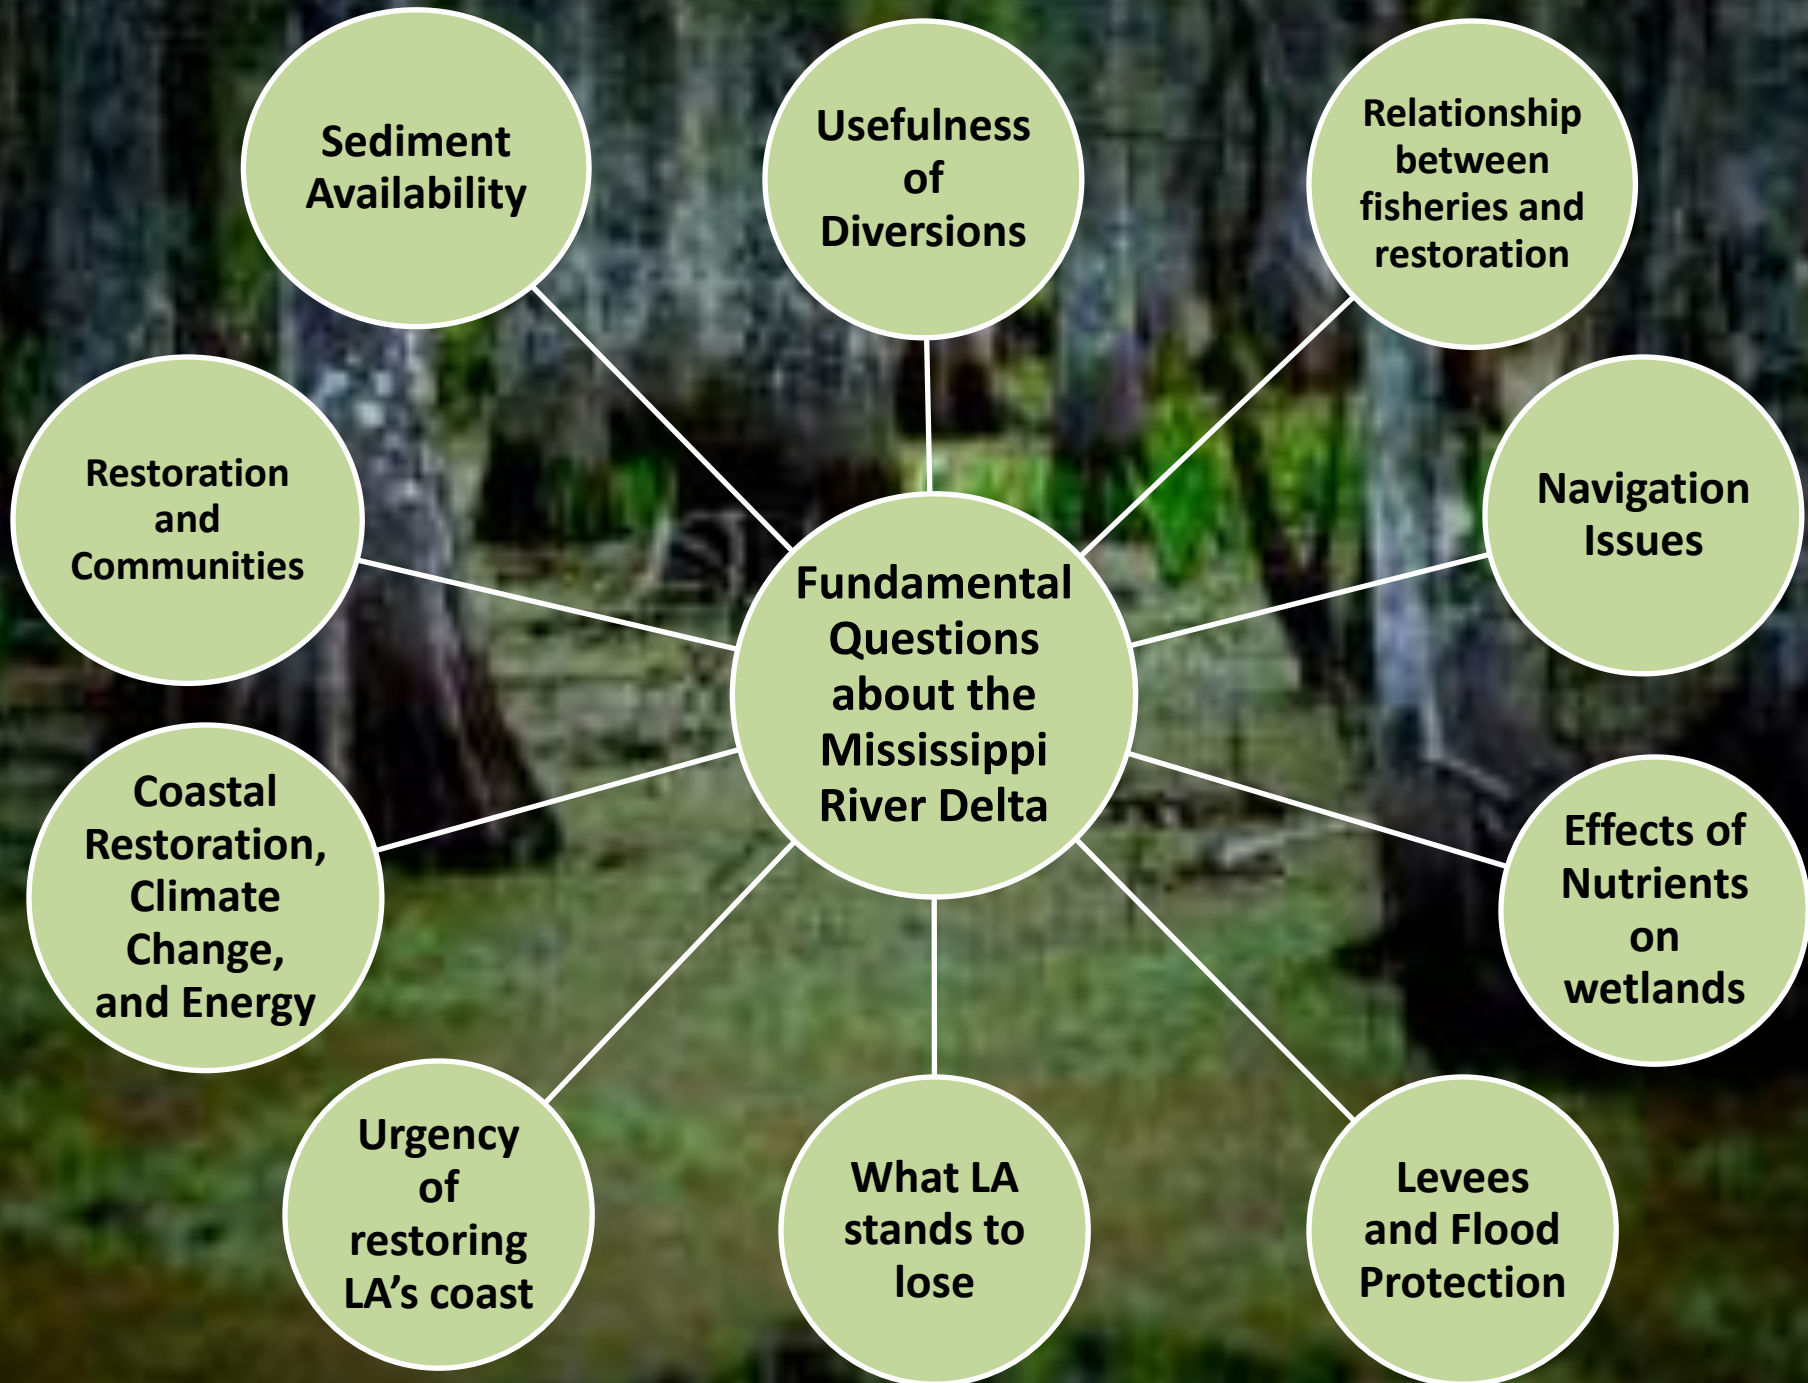 Sediment
Availability
Usefulness
of
Diversions
Relationship
between
fisheries and
restoration
Restoration
and
Communities
Navigation
Issues
Fundamental
Questions
about the
Mississippi
River Delta
Coastal
Restoration,
Climate
Change,
and Energy
Effects of
Nutrients
on
wetlands
Urgency
of
restoring
LA’s coast
What LA
stands to
lose
Levees
and Flood
Protection